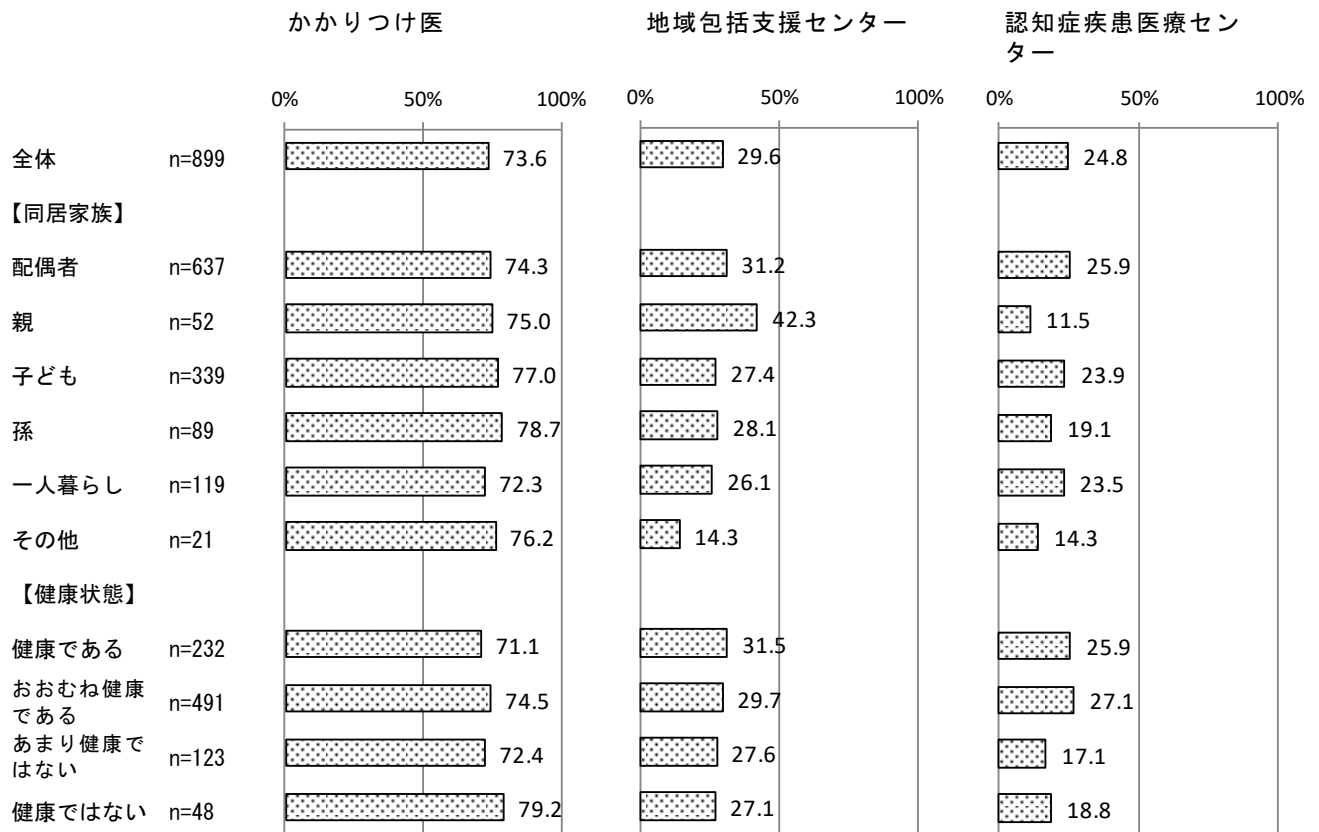 かかりつけ医 地域包括支援センター 認知症疾患医療セン
ター
0% 50% 100% 0% 50% 100% 0% 50% 100%
全体 n=899 73.6 29.6 24.8
【同居家族】
配偶者 n=637 74.3 31.2 25.9
親 n=52 75.0 42.3 11.5
子ども n=339 77.0 27.4 23.9
孫 n=89 78.7 28.1 19.1
一人暮らし n=119 72.3 26.1 23.5
その他 n=21 76.2 14.3 14.3
【健康状態】
健康である n=232 71.1 31.5 25.9
おおむね健康
である n=491 74.5 29.7 27.1
あまり健康で
はない n=123 72.4 27.6 17.1
健康ではない n=48 79.2 27.1 18.8